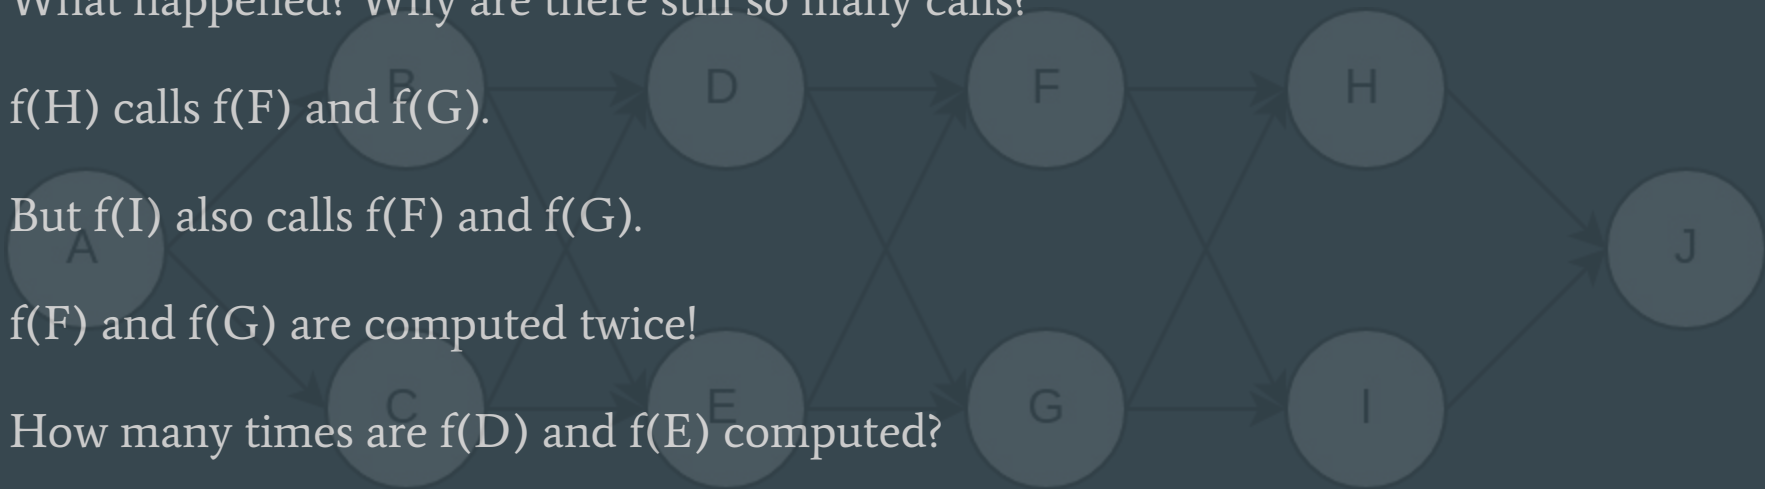 What happened? Why are there still so many calls?
B D F H
f(H) calls f(F) and f(G).
But f(I) also calls f(F) and f(G).
A J
f(F) and f(G) are computed twice!
C E G I
How many times are f(D) and f(E) computed?